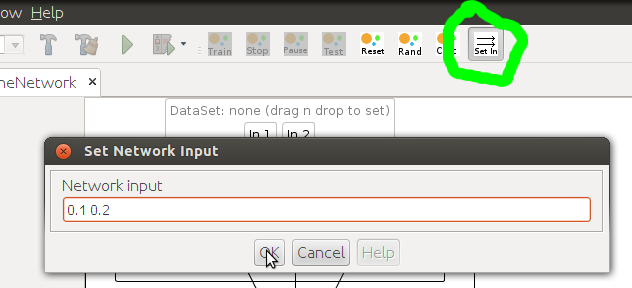 ow Help
Train Stop Pause Test Reset Rand Set In
neNetwork ×
DataSet: none (drag n drop to set)
In 1 In 2
Set Network Input
Network input
0.1 0.2
OK Cancel Help